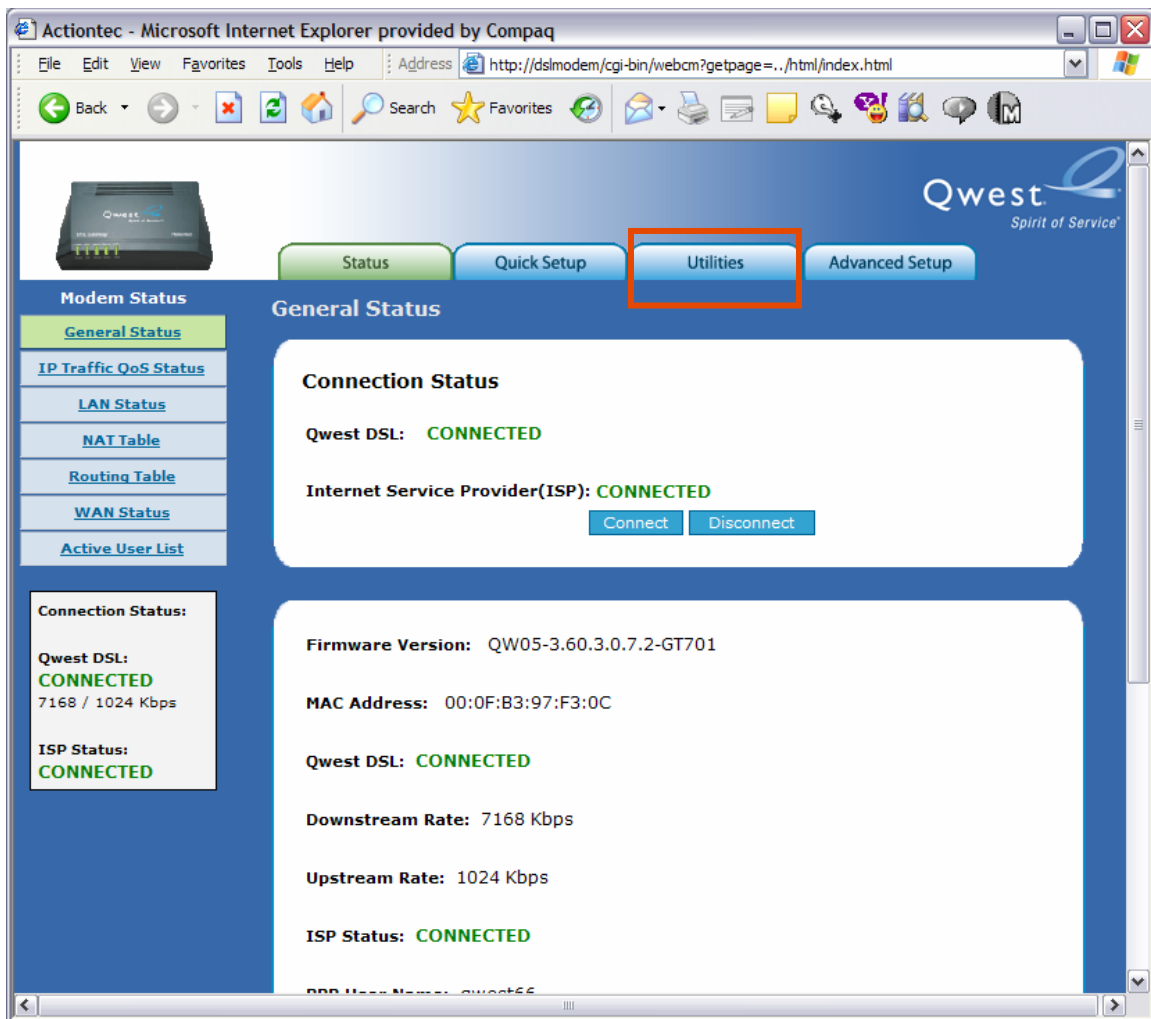 Actiontec - Microsoft Internet Explorer provided by Compaq
File Edit View Favorites Tools Help Address http://dslmodem/cgi-bin/webcm?getpage=../html/index.html
Back Search Favorites
Qwest
Spirit of Service
Qwest
Status Quick Setup Utilities Advanced Setup
Modem Status
General Status
IP Traffic QoS Status
LAN Status
NAT Table
Routing Table
WAN Status
Active User List
Connection Status:
Qwest DSL:
CONNECTED
7168 / 1024 Kbps
ISP Status:
CONNECTED
General Status
Connection Status
Qwest DSL: CONNECTED
Internet Service Provider(ISP): CONNECTED
Connect Disconnect
Firmware Version: QW05-3.60.3.0.7.2-GT701
MAC Address: 00:0F:B3:97:F3:0C
Qwest DSL: CONNECTED
Downstream Rate: 7168 Kbps
Upstream Rate: 1024 Kbps
ISP Status: CONNECTED
PPP User Name: qwest66